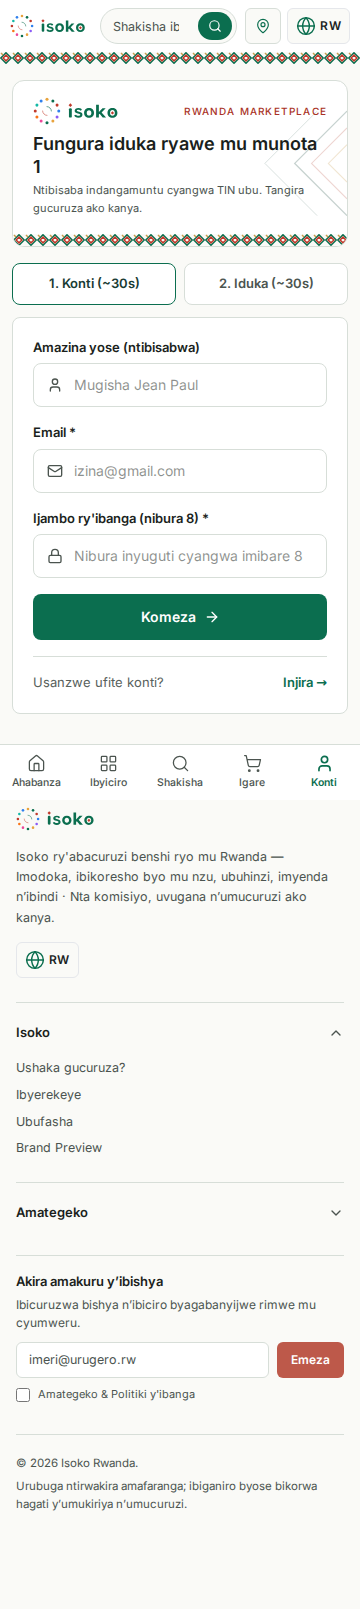 isoko
Shakisha ib
RW
isoko
RWANDA MARKETPLACE
Fungura iduka ryawe mu munota
1
Ntibisaba indangamuntu cyangwa TIN ubu. Tangira
gucuruza ako kanya.
1. Konti (~30s)
2. Iduka (~30s)
Amazina yose (ntibisabwa)
Mugisha Jean Paul
Email *
izina@gmail.com
Ijambo ry'ibanga (nibura 8) *
Nibura inyuguti cyangwa imibare 8
Komeza →
Usanzwe ufite konti?
Injira →
Ahabanza
Ibyiciro
Shakisha
Igare
Konti
isoko
Isoko ry'abacuruzi benshi ryo mu Rwanda —
Imodoka, ibikoresho byo mu nzu, ubuhinzi, imyenda
n’ibindi · Nta komisiyo, uvugana n’umucuruzi ako
kanya.
RW
Isoko
Ushaka gucuruza?
Ibyerekeye
Ubufasha
Brand Preview
Amategeko
Akira amakuru y’ibishya
Ibicuruzwa bishya n’ibiciro byagabanyijwe rimwe mu
cyumweru.
imeri@urugero.rw
Emeza
Amategeko & Politiki y'ibanga
© 2026 Isoko Rwanda.
Urubuga ntirwakira amafaranga; ibiganiro byose bikorwa
hagati y’umukiriya n’umucuruzi.